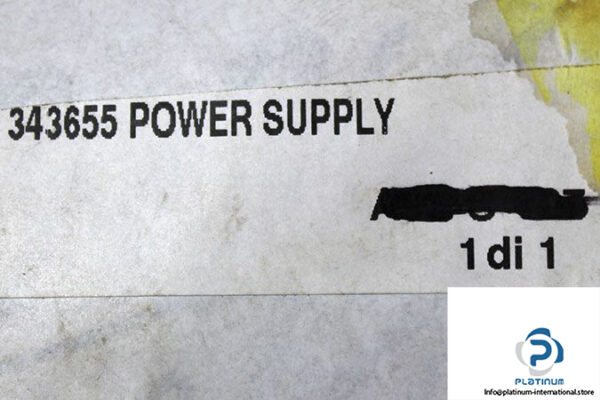 343655 POWER SUPPLY
1 di 1
PLATINUM
Info@platinum-international.store